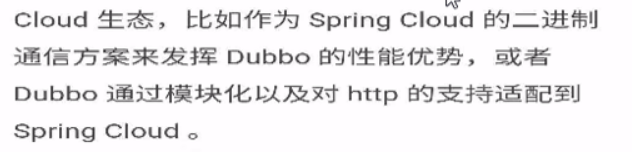 Cloud 生态，比如作为 Spring Cloud 的二进制
通信方案来发挥 Dubbo 的性能优势，或者
Dubbo 通过模块化以及对 http 的支持适配到
Spring Cloud 。